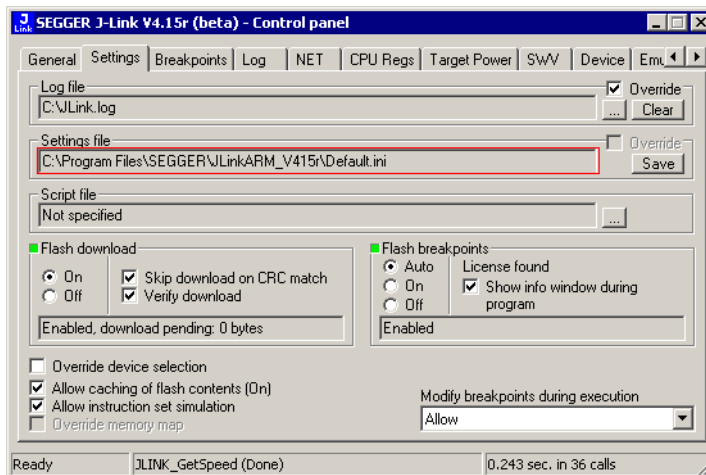 J Link SEGGER J-Link V4.15r (beta) - Control panel
General Settings Breakpoints Log NET CPU Regs Target Power SWV Device Emu
Log file Override
C:\JLink.log ... Clear
Settings file Override
C:\Program Files\SEGGER\JLinkARM_V415r\Default.ini Save
Script file
Not specified ...
Flash download
On Skip download on CRC match
Off Verify download
Enabled, download pending: 0 bytes
Flash breakpoints
Auto License found
On Show info window during
Off program
Enabled
Override device selection
Allow caching of flash contents (On)
Allow instruction set simulation
Override memory map
Modify breakpoints during execution
Allow
Ready JLINK_GetSpeed (Done) 0.243 sec. in 36 calls